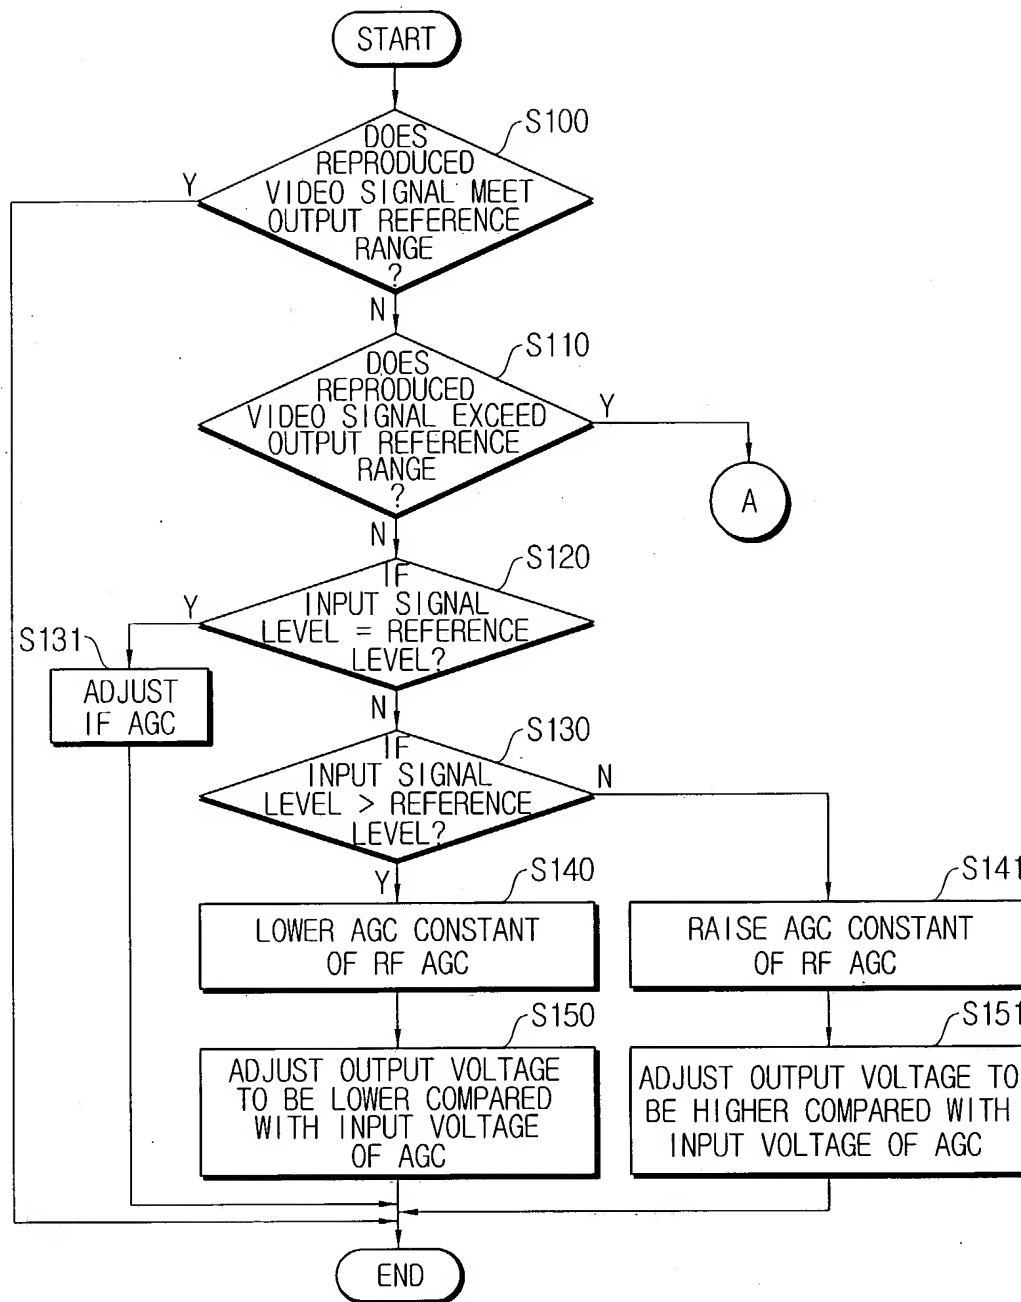 START
S100
DOES
REPRODUCED
VIDEO SIGNAL MEET
OUTPUT REFERENCE
RANGE
?
Y
N
S110
DOES
REPRODUCED
VIDEO SIGNAL EXCEED
OUTPUT REFERENCE
RANGE
?
Y
A
N
S120
IF
INPUT SIGNAL
LEVEL = REFERENCE
LEVEL?
Y
S131
ADJUST
IF AGC
N
S130
IF
INPUT SIGNAL
LEVEL > REFERENCE
LEVEL?
N
Y
S140
LOWER AGC CONSTANT
OF RF AGC
S141
RAISE AGC CONSTANT
OF RF AGC
S150
ADJUST OUTPUT VOLTAGE
TO BE LOWER COMPARED
WITH INPUT VOLTAGE
OF AGC
S151
ADJUST OUTPUT VOLTAGE TO
BE HIGHER COMPARED WITH
INPUT VOLTAGE OF AGC
END